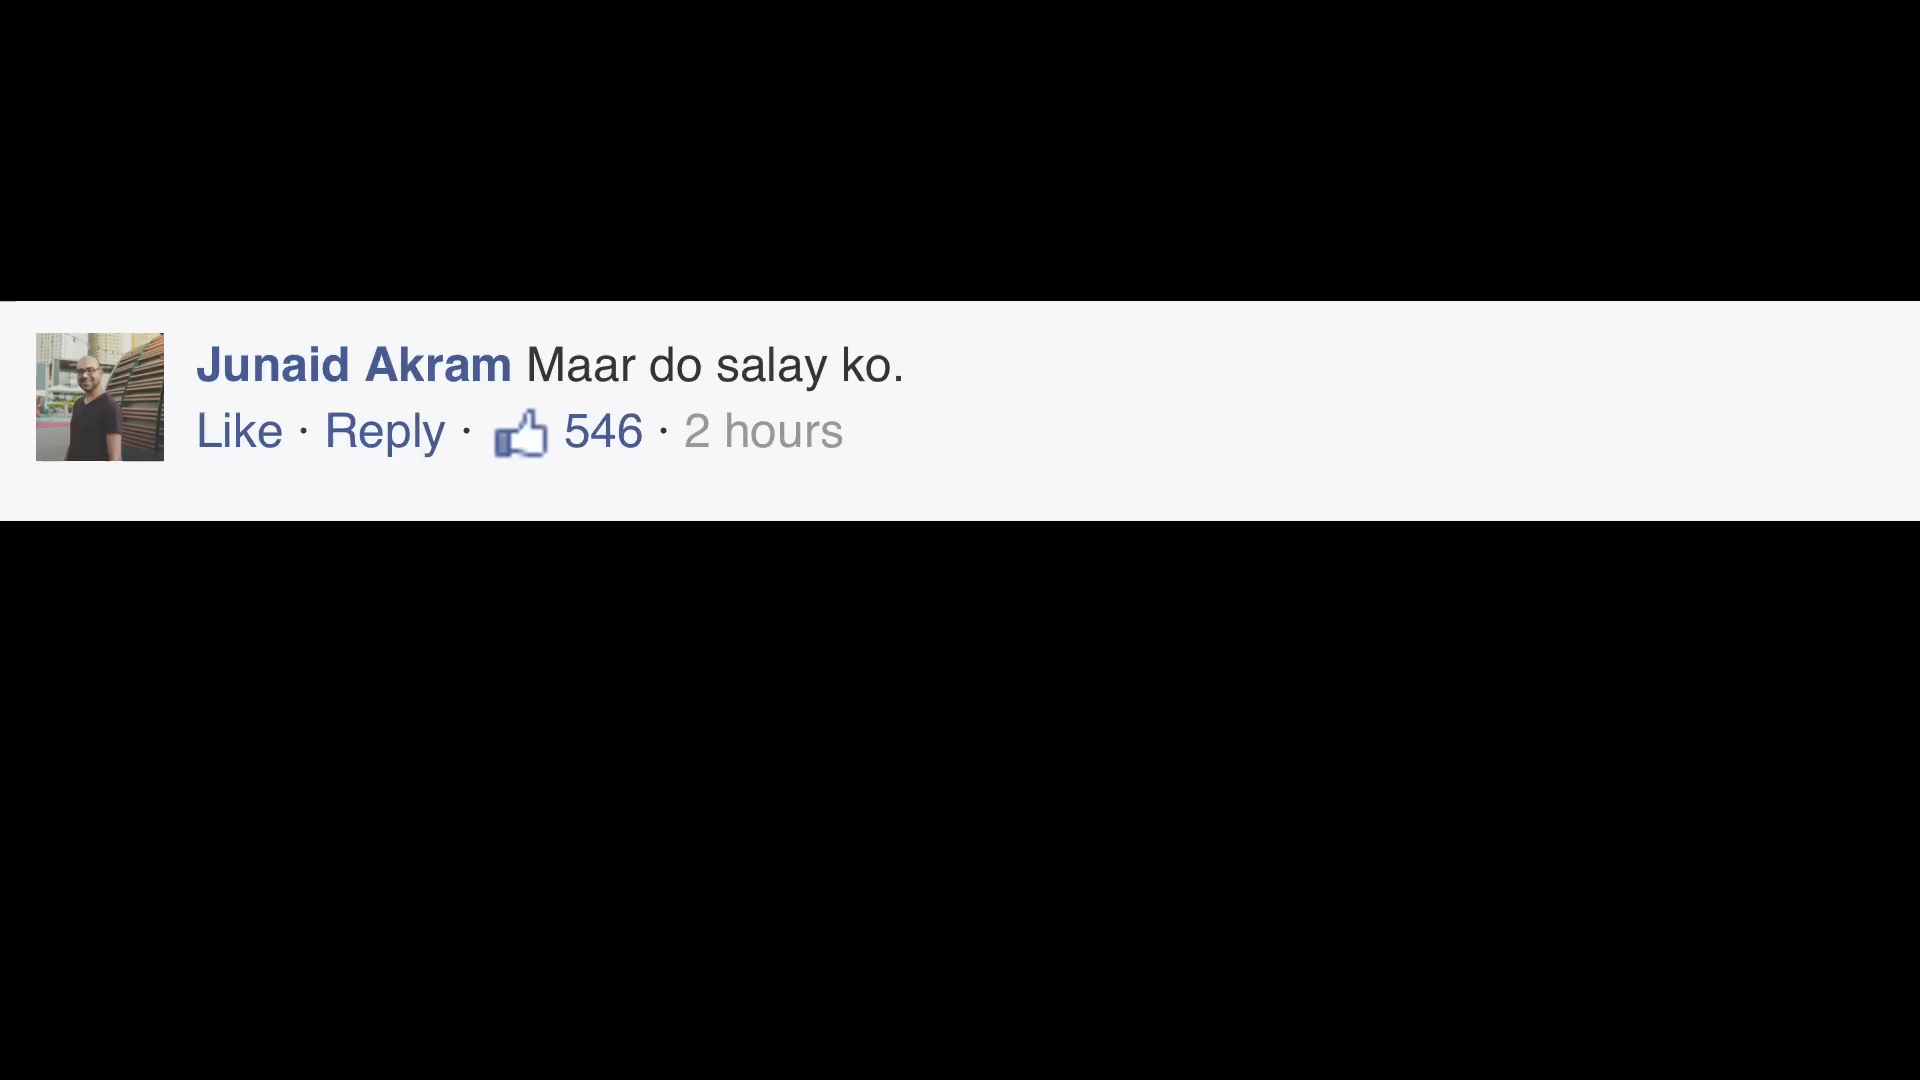 Junaid Akram Maar do salay ko.
Like · Reply · 546 · 2 hours